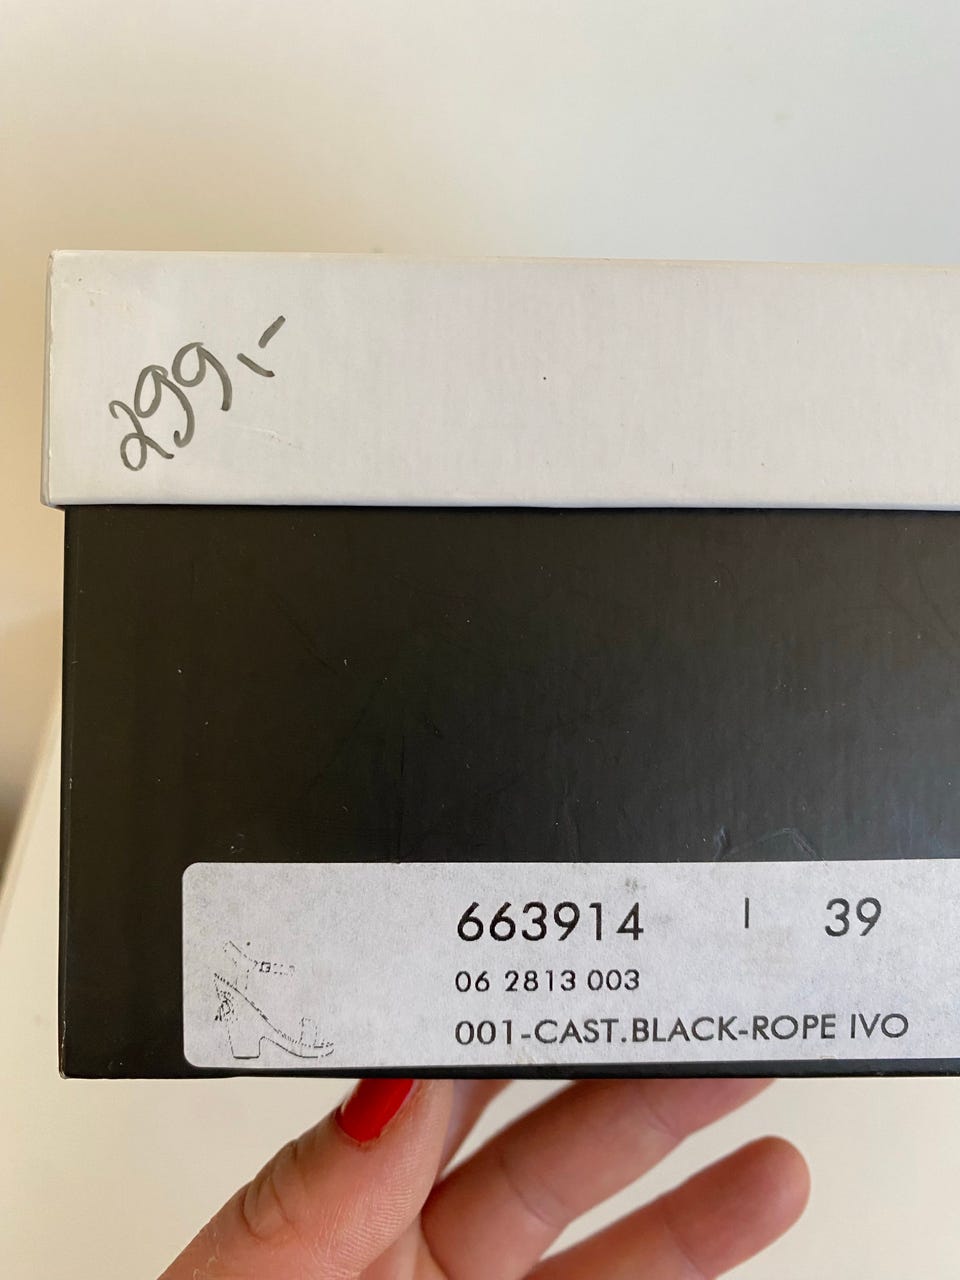 299,-
663914 | 39
06 2813 003
001-CAST.BLACK-ROPE IVO